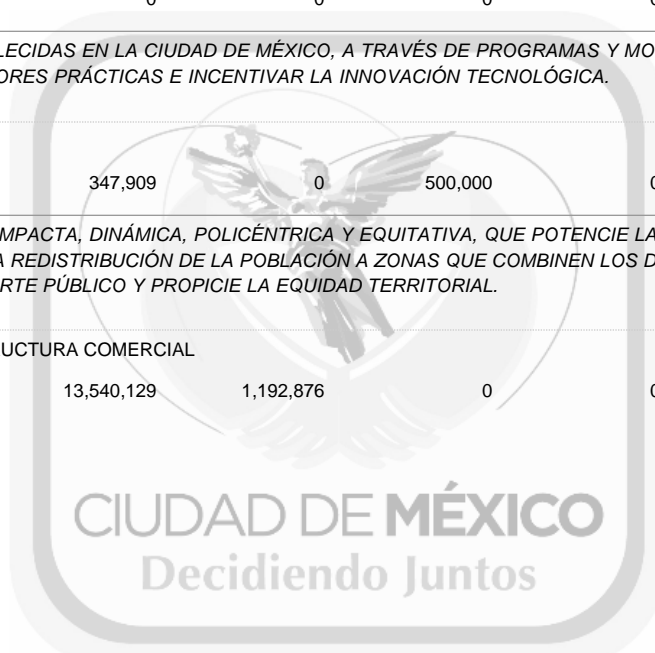 0 0 0 0
LECIDAS EN LA CIUDAD DE MÉXICO, A TRAVÉS DE PROGRAMAS Y MO
ORES PRÁCTICAS E INCENTIVAR LA INNOVACIÓN TECNOLÓGICA.
347,909 0 500,000 0
MPACTA, DINÁMICA, POLICÉNTRICA Y EQUITATIVA, QUE POTENCIE LA
A REDISTRIBUCIÓN DE LA POBLACIÓN A ZONAS QUE COMBINEN LOS D
RTE PÚBLICO Y PROPICIE LA EQUIDAD TERRITORIAL.
UCTURA COMERCIAL
13,540,129 1,192,876 0 0
CIUDAD DE MÉXICO
Decidiendo Juntos